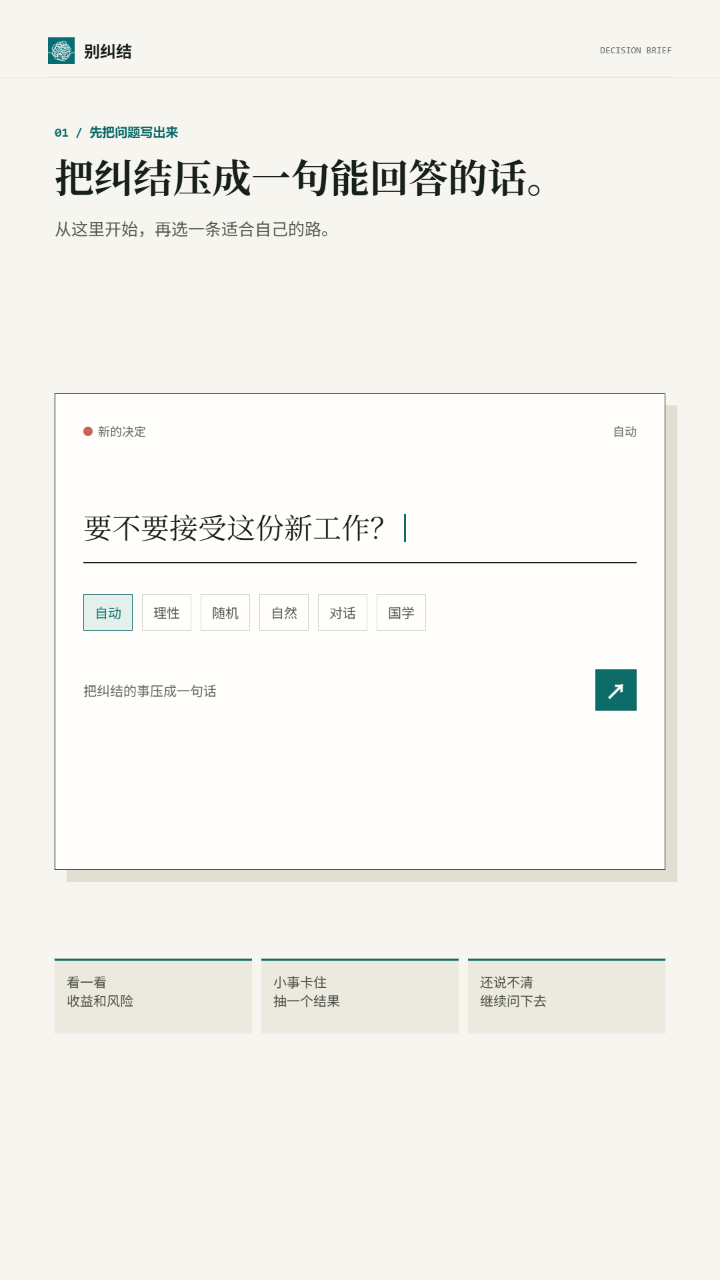 别纠结
DECISION BRIEF
01 / 先把问题写出来
把纠结压成一句能回答的话。
从这里开始，再选一条适合自己的路。
新的决定
自动
要不要接受这份新工作？
自动
理性
随机
自然
对话
国学
把纠结的事压成一句话
看一看
收益和风险
小事卡住
抽一个结果
还说不清
继续问下去